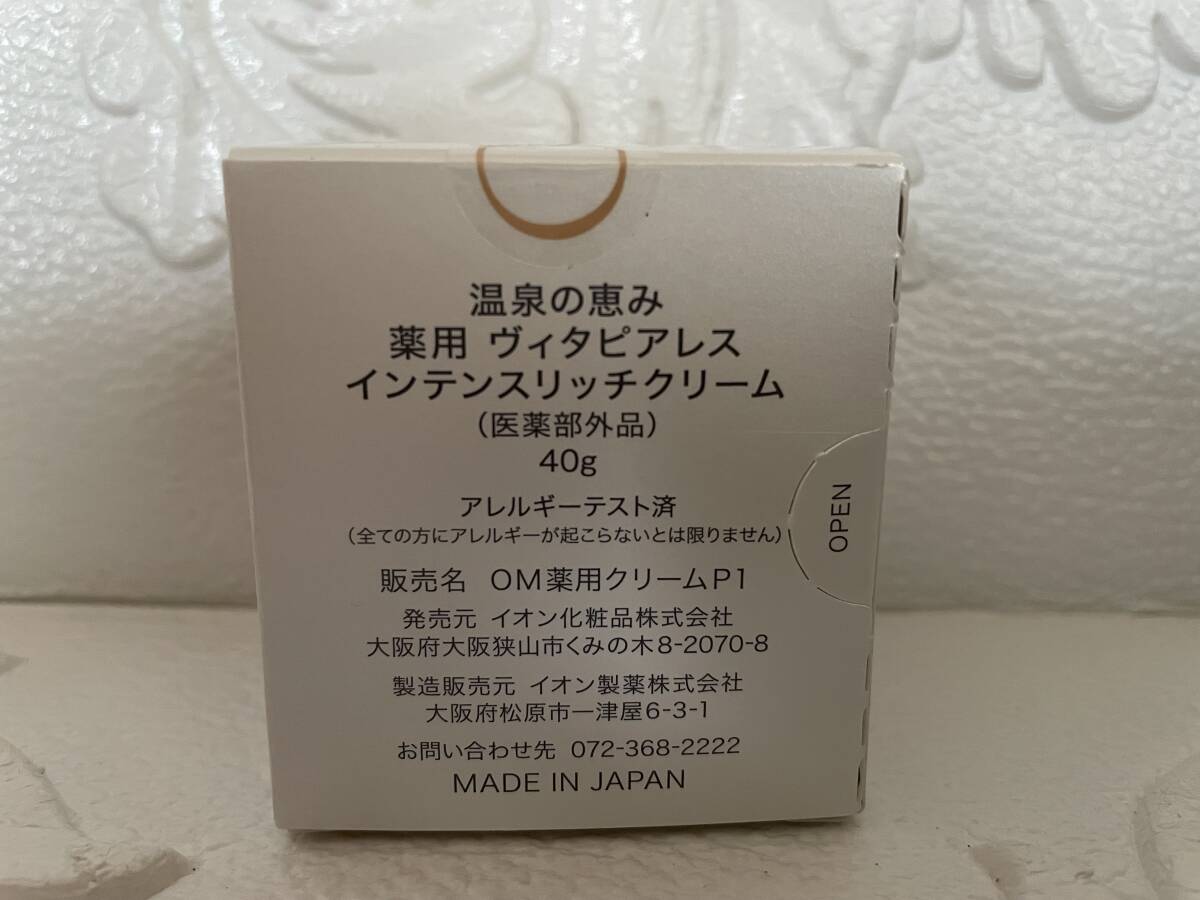 温泉の恵み
薬用 ヴィタピアレス
インテンスリッチクリーム
（医薬部外品）
40g
アレルギーテスト済
（全ての方にアレルギーが起こらないとは限りません）
販売名 OM薬用クリームP1
発売元 イオン化粧品株式会社
大阪府大阪狭山市くみの木8-2070-8
製造販売元 イオン製薬株式会社
大阪府松原市一津屋6-3-1
お問い合わせ先 072-368-2222
MADE IN JAPAN
OPEN